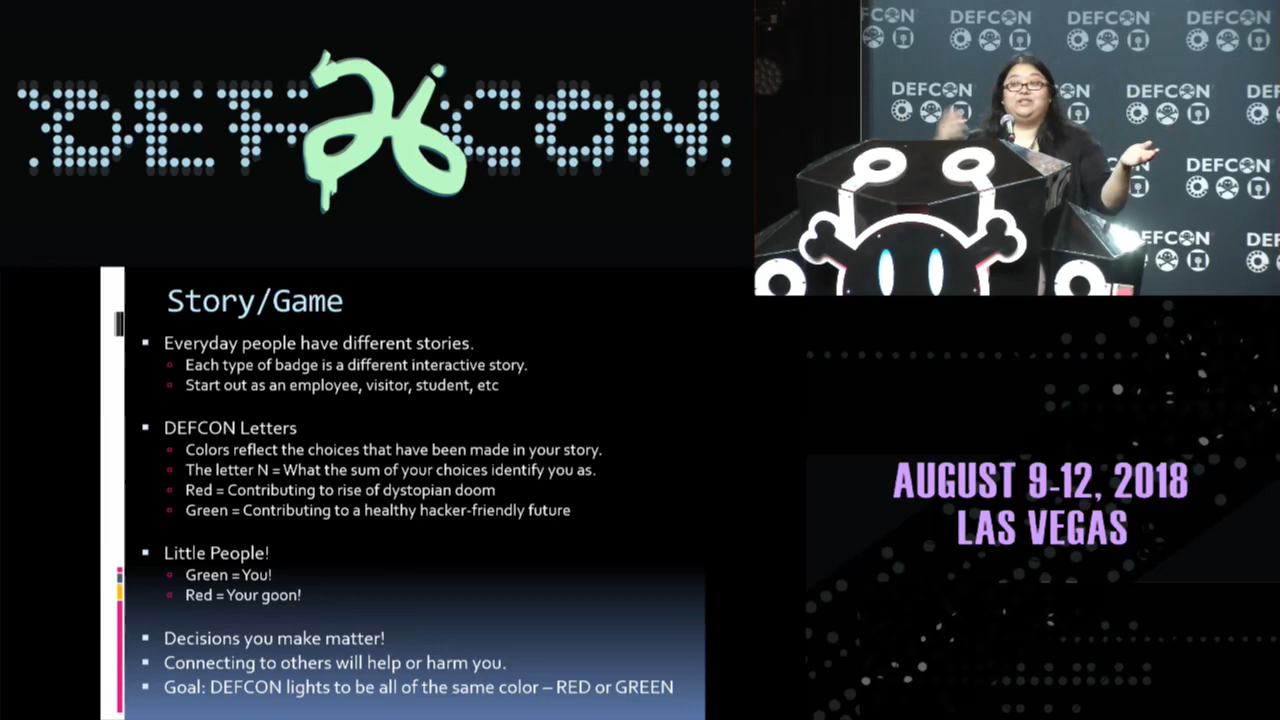 DEFCON
26
DEFCON DEFCON DEFCON
DEFCON DEFCON
DEFCON
DEFCON
Story/Game
Everyday people have different stories.
Each type of badge is a different interactive story.
Start out as an employee, visitor, student, etc
DEFCON Letters
Colors reflect the choices that have been made in your story.
The letter N = What the sum of your choices identify you as.
Red = Contributing to rise of dystopian doom
Green = Contributing to a healthy hacker-friendly future
Little People!
Green = You!
Red = Your goon!
Decisions you make matter!
Connecting to others will help or harm you.
Goal: DEFCON lights to be all of the same color – RED or GREEN
AUGUST 9-12, 2018
LAS VEGAS